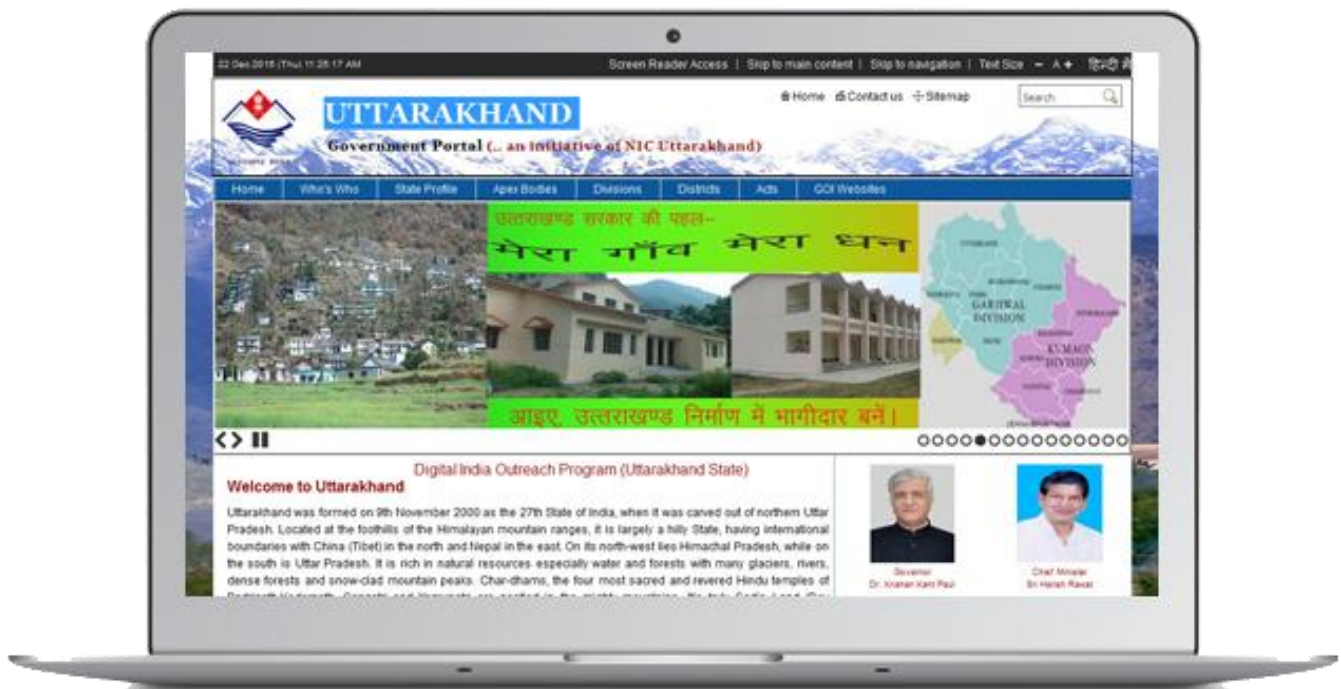 22 Dec 2016 (Thu), 11:26:17 AM
Screen Reader Access | Skip to main content | Skip to navigation | Text Size - A +
Home Contact us Sitemap
Search
UTTARAKHAND
Government Portal (.. an initiative of NIC Uttarakhand)
Home Who's Who State Profile Apex Bodies Divisions Districts Acts GOI Websites
उत्तराखण्ड सरकार की पहल-
मेरा गाँव मेरा धन
आइए, उत्तराखण्ड निर्माण में भागीदार बनें।
GARHWAL
DIVISION
KUMAON
DIVISION
Digital India Outreach Program (Uttarakhand State)
Welcome to Uttarakhand
Uttarakhand was formed on 9th November 2000 as the 27th State of India, when it was carved out of northern Uttar
Pradesh. Located at the foothills of the Himalayan mountain ranges, it is largely a hilly State, having international
boundaries with China (Tibet) in the north and Nepal in the east. On its north-west lies Himachal Pradesh, while on
the south is Uttar Pradesh. It is rich in natural resources especially water and forests with many glaciers, rivers,
dense forests and snow-clad mountain peaks. Char-dhams, the four most sacred and revered Hindu temples of
Governor
Dr. Krishan Kant Paul
Chief Minister
Sri Harish Rawat